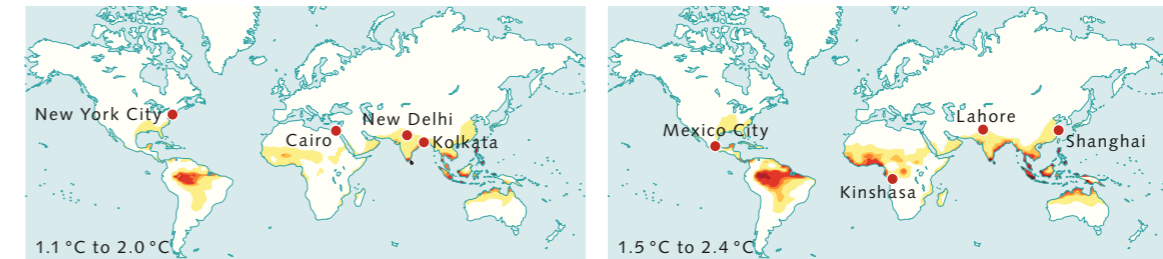 New York City
New Delhi
Cairo
Kolkata
1.1 °C to 2.0 °C
Lahore
Mexico City
Shanghai
Kinshasa
1.5 °C to 2.4 °C